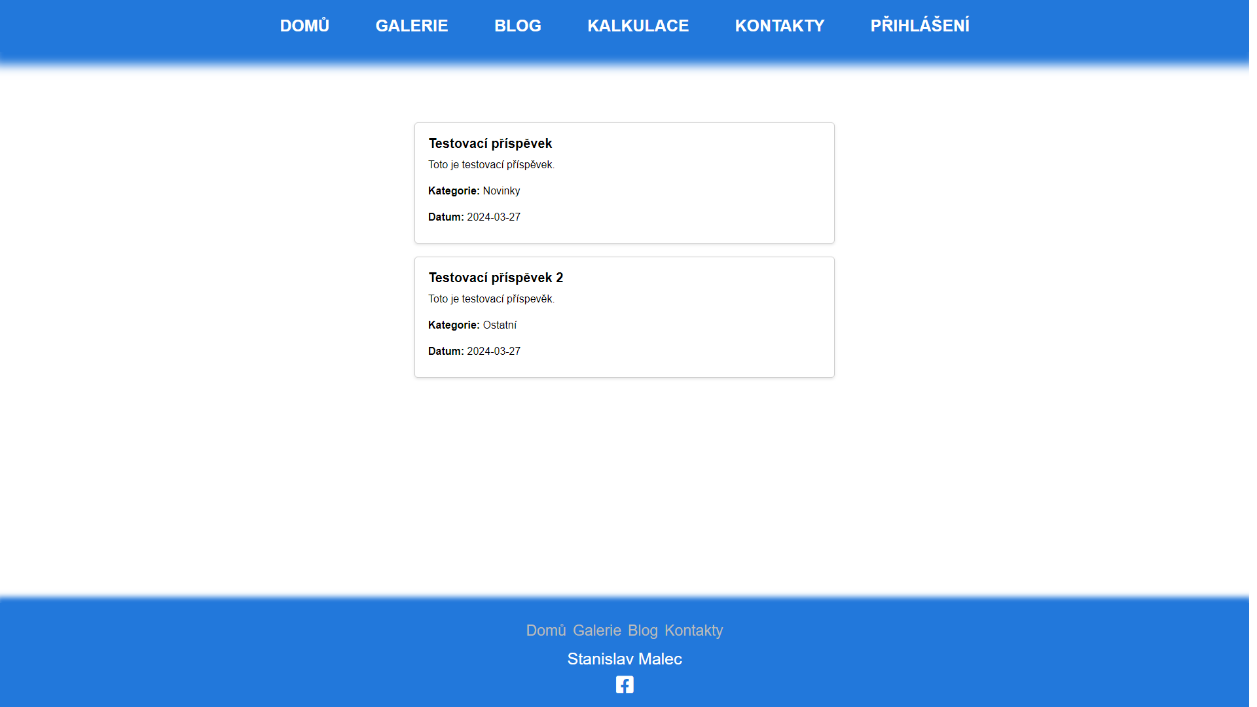 DOMŮ GALERIE BLOG KALKULACE KONTAKTY PŘIHLÁŠENÍ
Testovací příspěvek
Toto je testovací příspěvek.
Kategorie: Novinky
Datum: 2024-03-27
Testovací příspěvek 2
Toto je testovací příspevěk.
Kategorie: Ostatní
Datum: 2024-03-27
Domů Galerie Blog Kontakty
Stanislav Malec